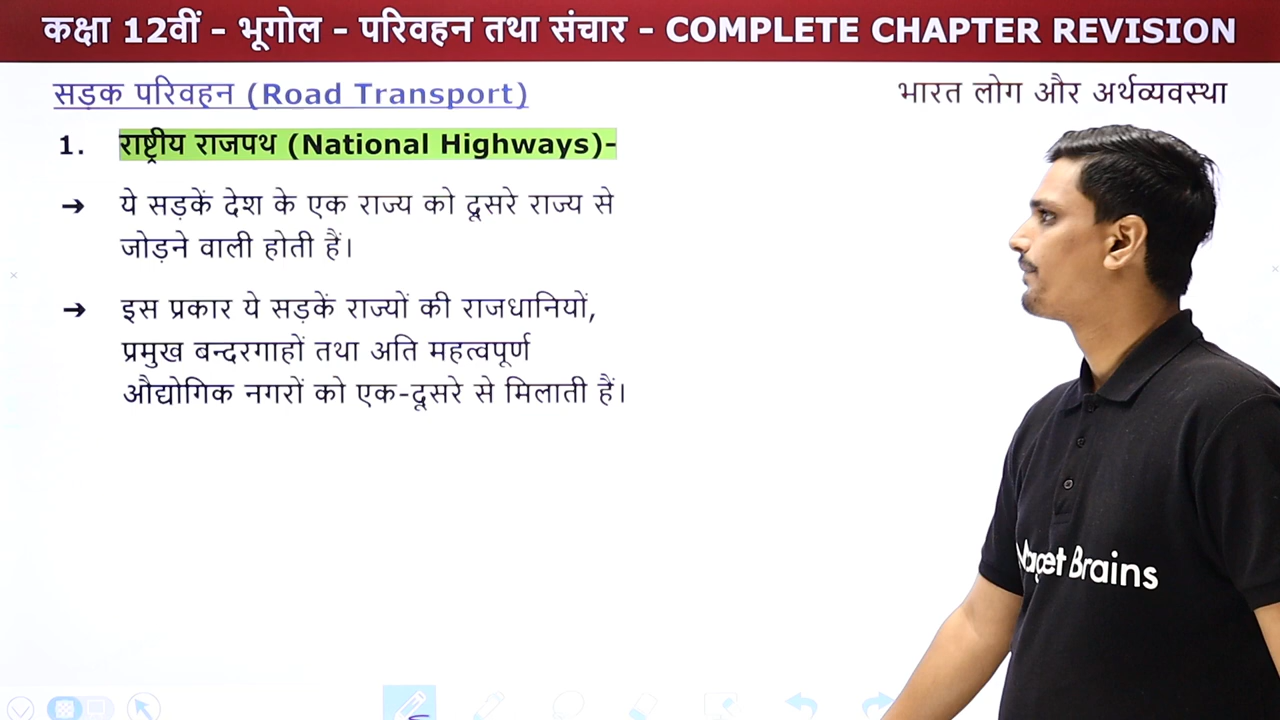 कक्षा 12वीं - भूगोल - परिवहन तथा संचार - COMPLETE CHAPTER REVISION
सड़क परिवहन (Road Transport)
भारत लोग और अर्थव्यवस्था
1. राष्ट्रीय राजपथ (National Highways)-
➔ ये सड़कें देश के एक राज्य को दूसरे राज्य से
जोड़ने वाली होती हैं।
➔ इस प्रकार ये सड़कें राज्यों की राजधानियों,
प्रमुख बन्दरगाहों तथा अति महत्वपूर्ण
औद्योगिक नगरों को एक-दूसरे से मिलाती हैं।
Brains